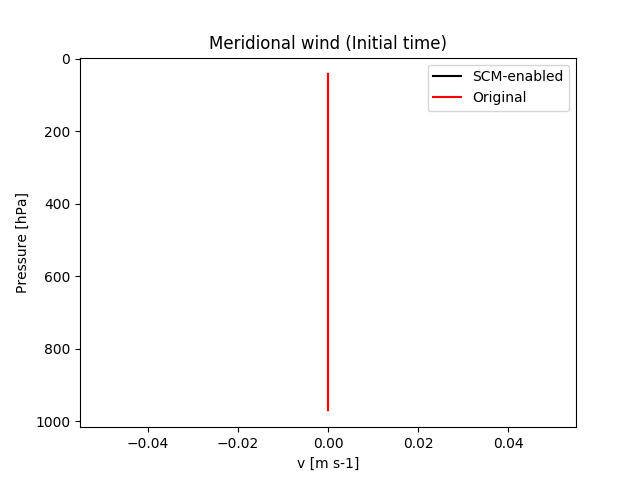 Meridional wind (Initial time)
SCM-enabled
Original
0
200
400
600
800
1000
Pressure [hPa]
−0.04
−0.02
0.00
0.02
0.04
v [m s-1]